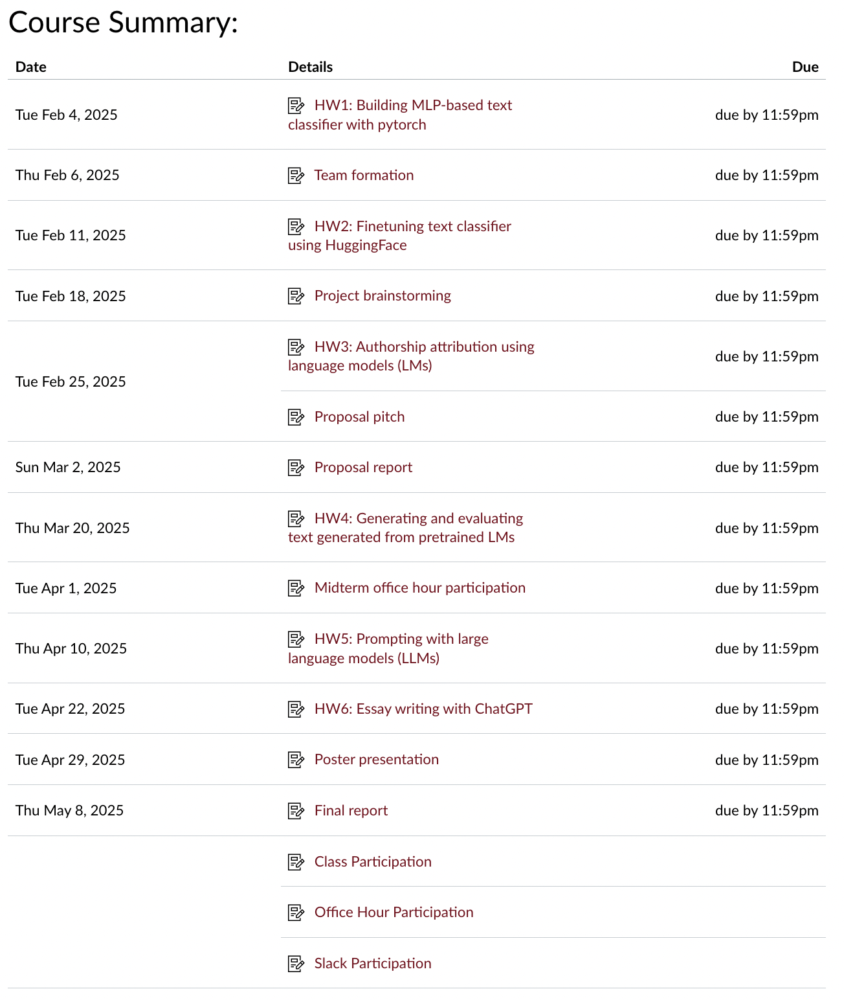 Course Summary:
Date Details Due
Tue Feb 4, 2025 HW1: Building MLP-based text due by 11:59pm
classifier with pytorch
Thu Feb 6, 2025 Team formation due by 11:59pm
Tue Feb 11, 2025 HW2: Finetuning text classifier due by 11:59pm
using HuggingFace
Tue Feb 18, 2025 Project brainstorming due by 11:59pm
Tue Feb 25, 2025 HW3: Authorship attribution using due by 11:59pm
language models (LMs)
Proposal pitch due by 11:59pm
Sun Mar 2, 2025 Proposal report due by 11:59pm
Thu Mar 20, 2025 HW4: Generating and evaluating due by 11:59pm
text generated from pretrained LMs
Tue Apr 1, 2025 Midterm office hour participation due by 11:59pm
Thu Apr 10, 2025 HW5: Prompting with large due by 11:59pm
language models (LLMs)
Tue Apr 22, 2025 HW6: Essay writing with ChatGPT due by 11:59pm
Tue Apr 29, 2025 Poster presentation due by 11:59pm
Thu May 8, 2025 Final report due by 11:59pm
Class Participation
Office Hour Participation
Slack Participation